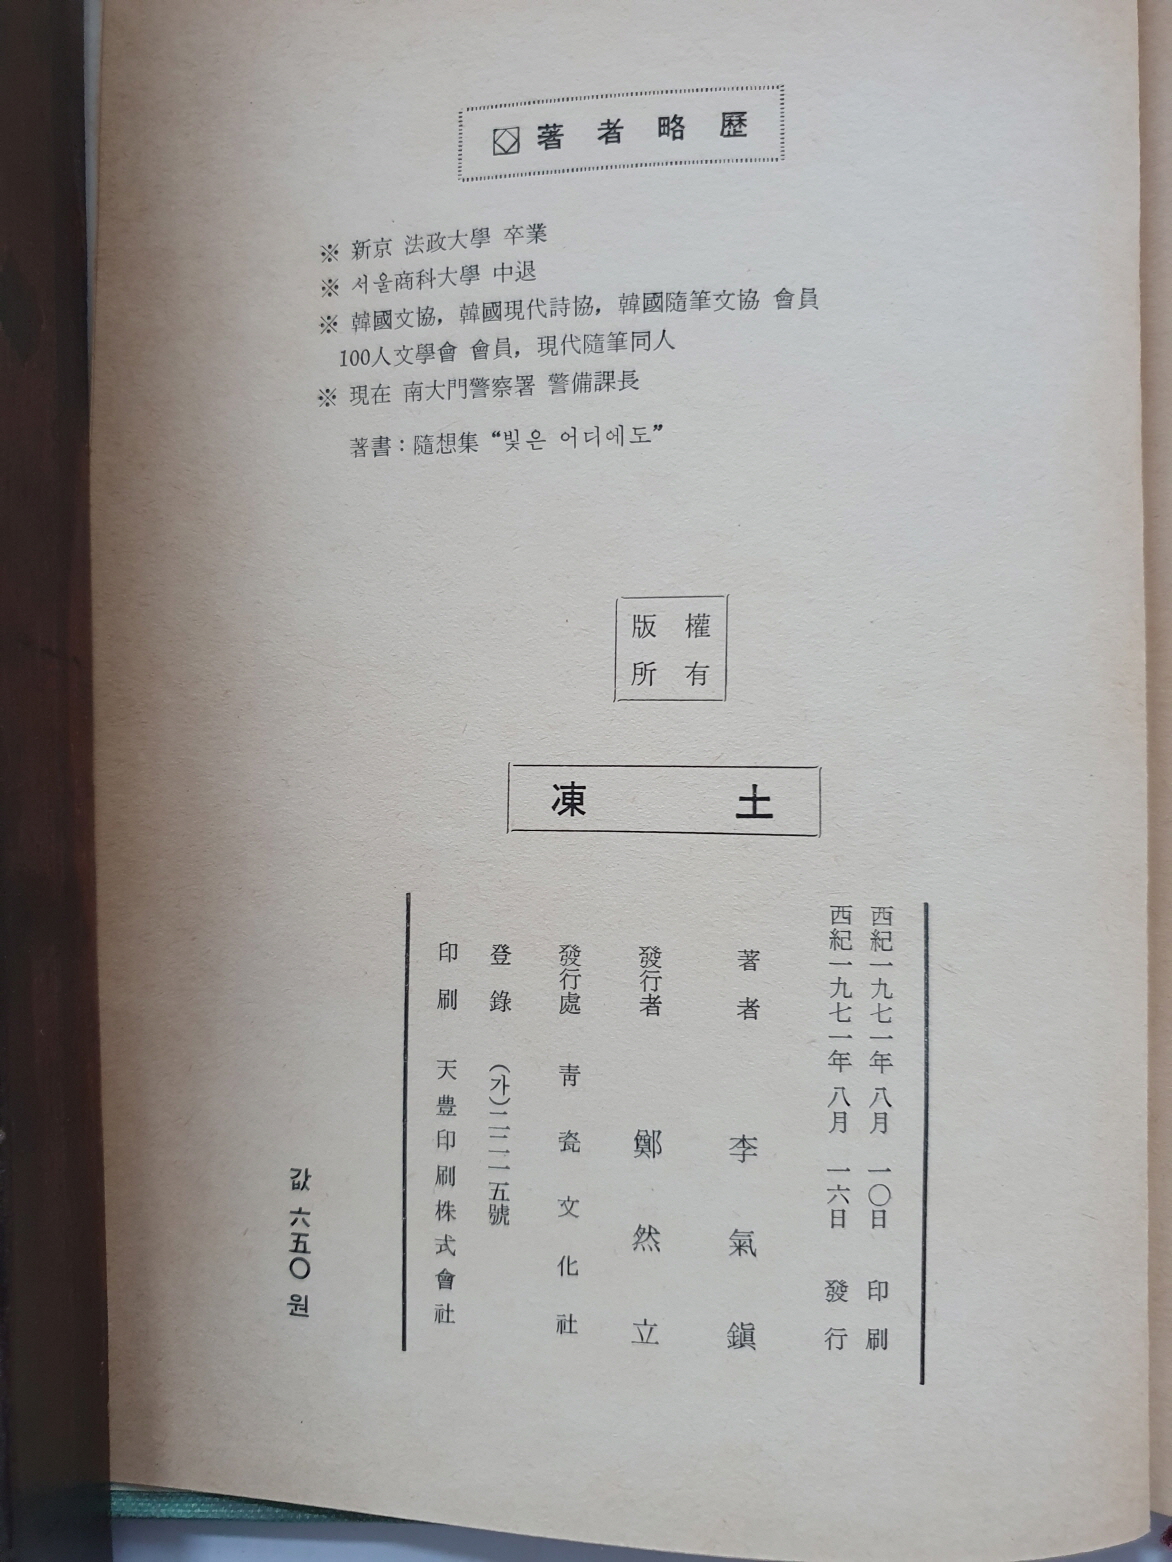 著者略歷
※ 新京 法政大學 卒業
※ 서울商科大學 中退
※ 韓國文協, 韓國現代詩協, 韓國隨筆文協 會員
100人文學會 會員, 現代隨筆同人
※ 現在 南大門警察署 警備課長
著書 : 隨想集 “빛은 어디에도”
版權
所有
凍土
西紀一九七一年 八月 一〇日 印刷
西紀一九七一年 八月 一六日 發行
著者 李氣鎭
發行者 鄭然立
發行處 靑瓷文化社
登錄 (가)二二一五號
印刷 天豊印刷株式會社
값 六五〇 원